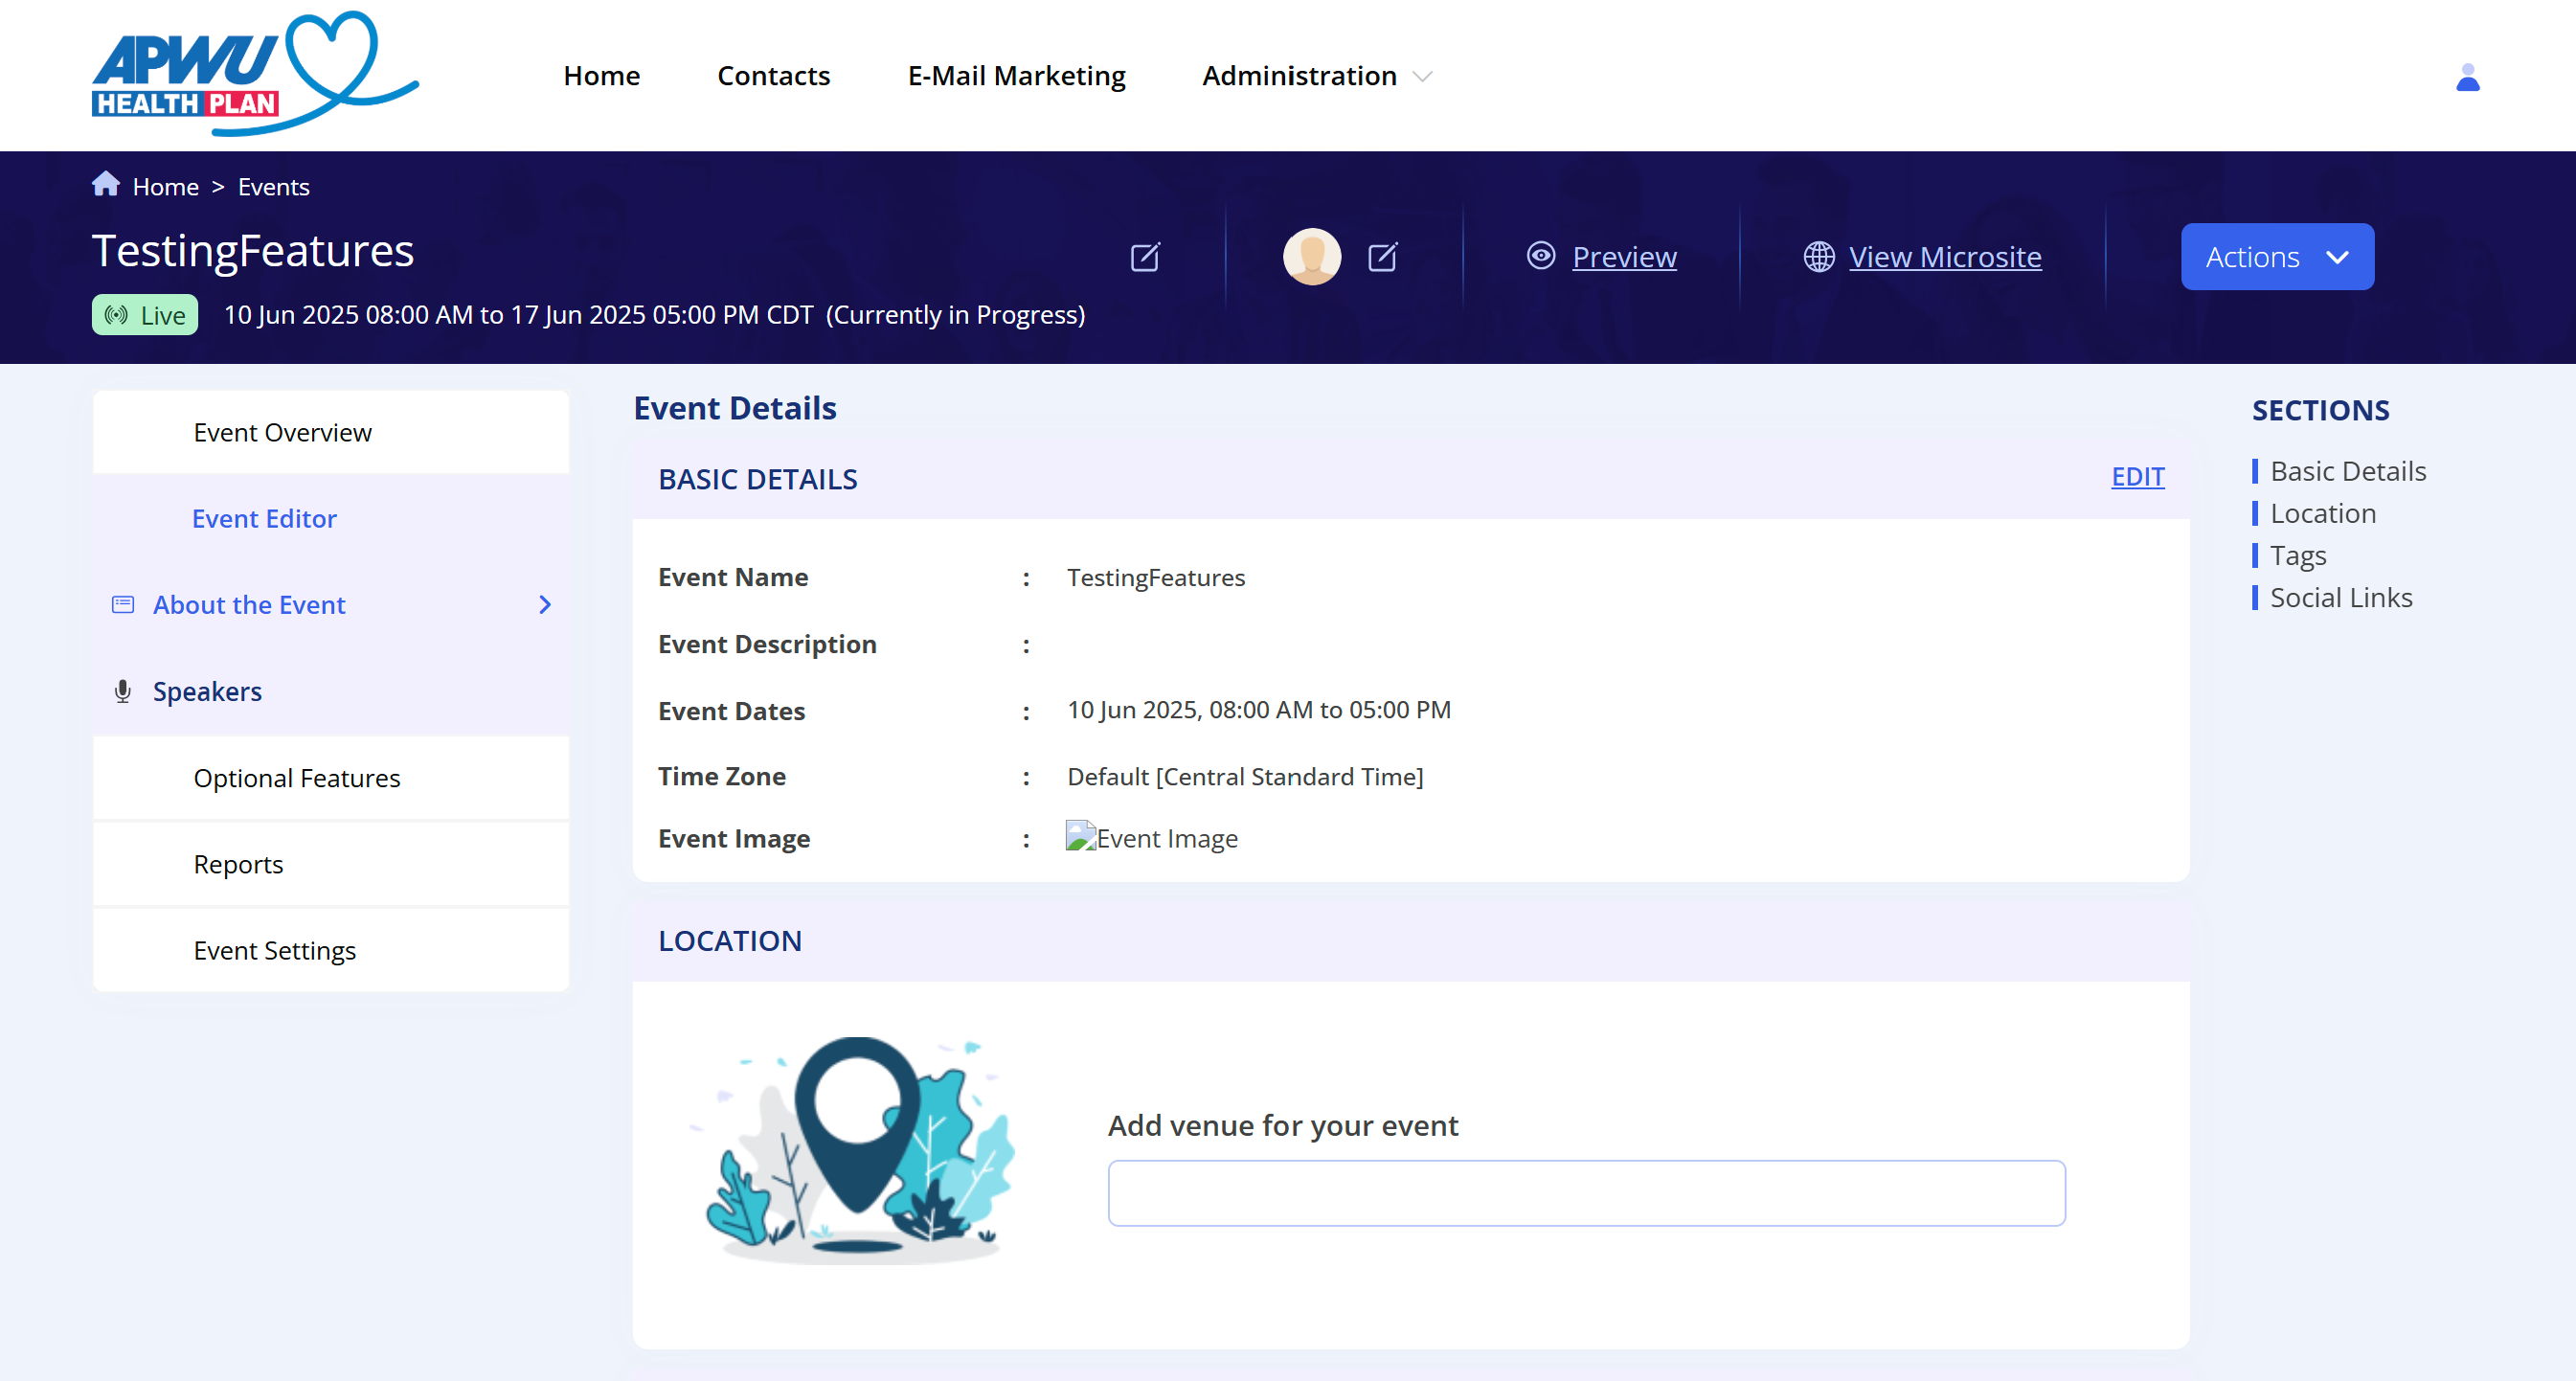 APWU
HEALTH PLAN
Home
Contacts
E-Mail Marketing
Administration
Home > Events
TestingFeatures
Live
10 Jun 2025 08:00 AM to 17 Jun 2025 05:00 PM CDT (Currently in Progress)
Preview
View Microsite
Actions
Event Overview
Event Editor
About the Event
Speakers
Optional Features
Reports
Event Settings
Event Details
BASIC DETAILS
EDIT
Event Name : TestingFeatures
Event Description :
Event Dates : 10 Jun 2025, 08:00 AM to 05:00 PM
Time Zone : Default [Central Standard Time]
Event Image : Event Image
LOCATION
Add venue for your event
SECTIONS
Basic Details
Location
Tags
Social Links